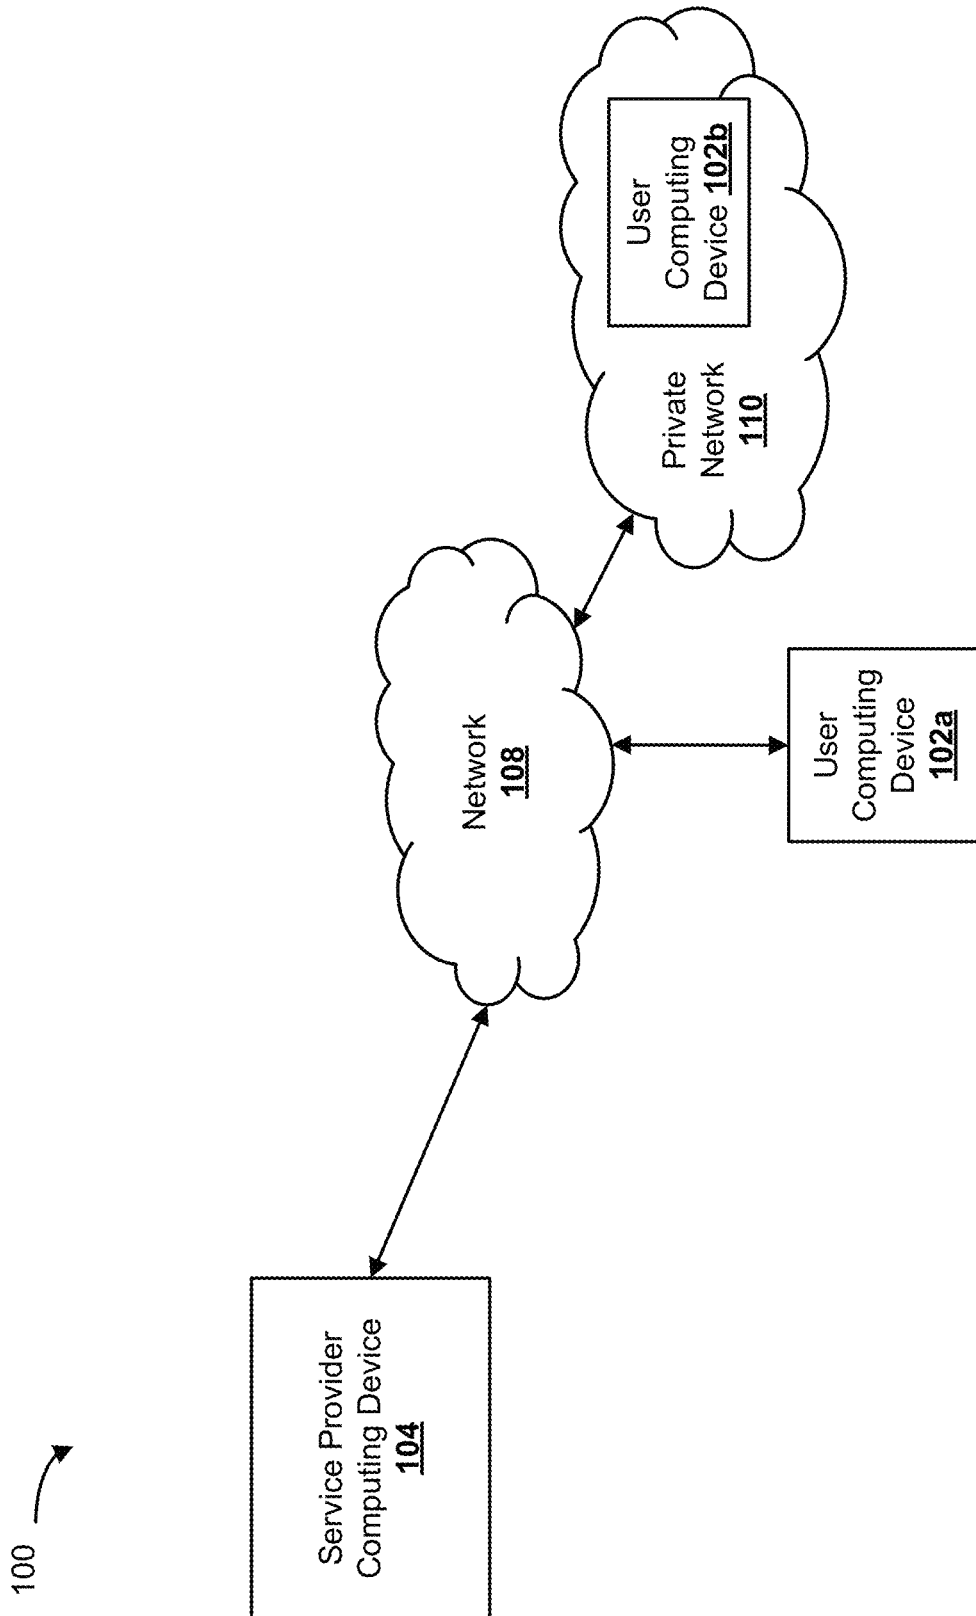 100
Service Provider
Computing Device
104
Network
108
User
Computing
Device
102a
Private
Network
110
User
Computing
Device 102b